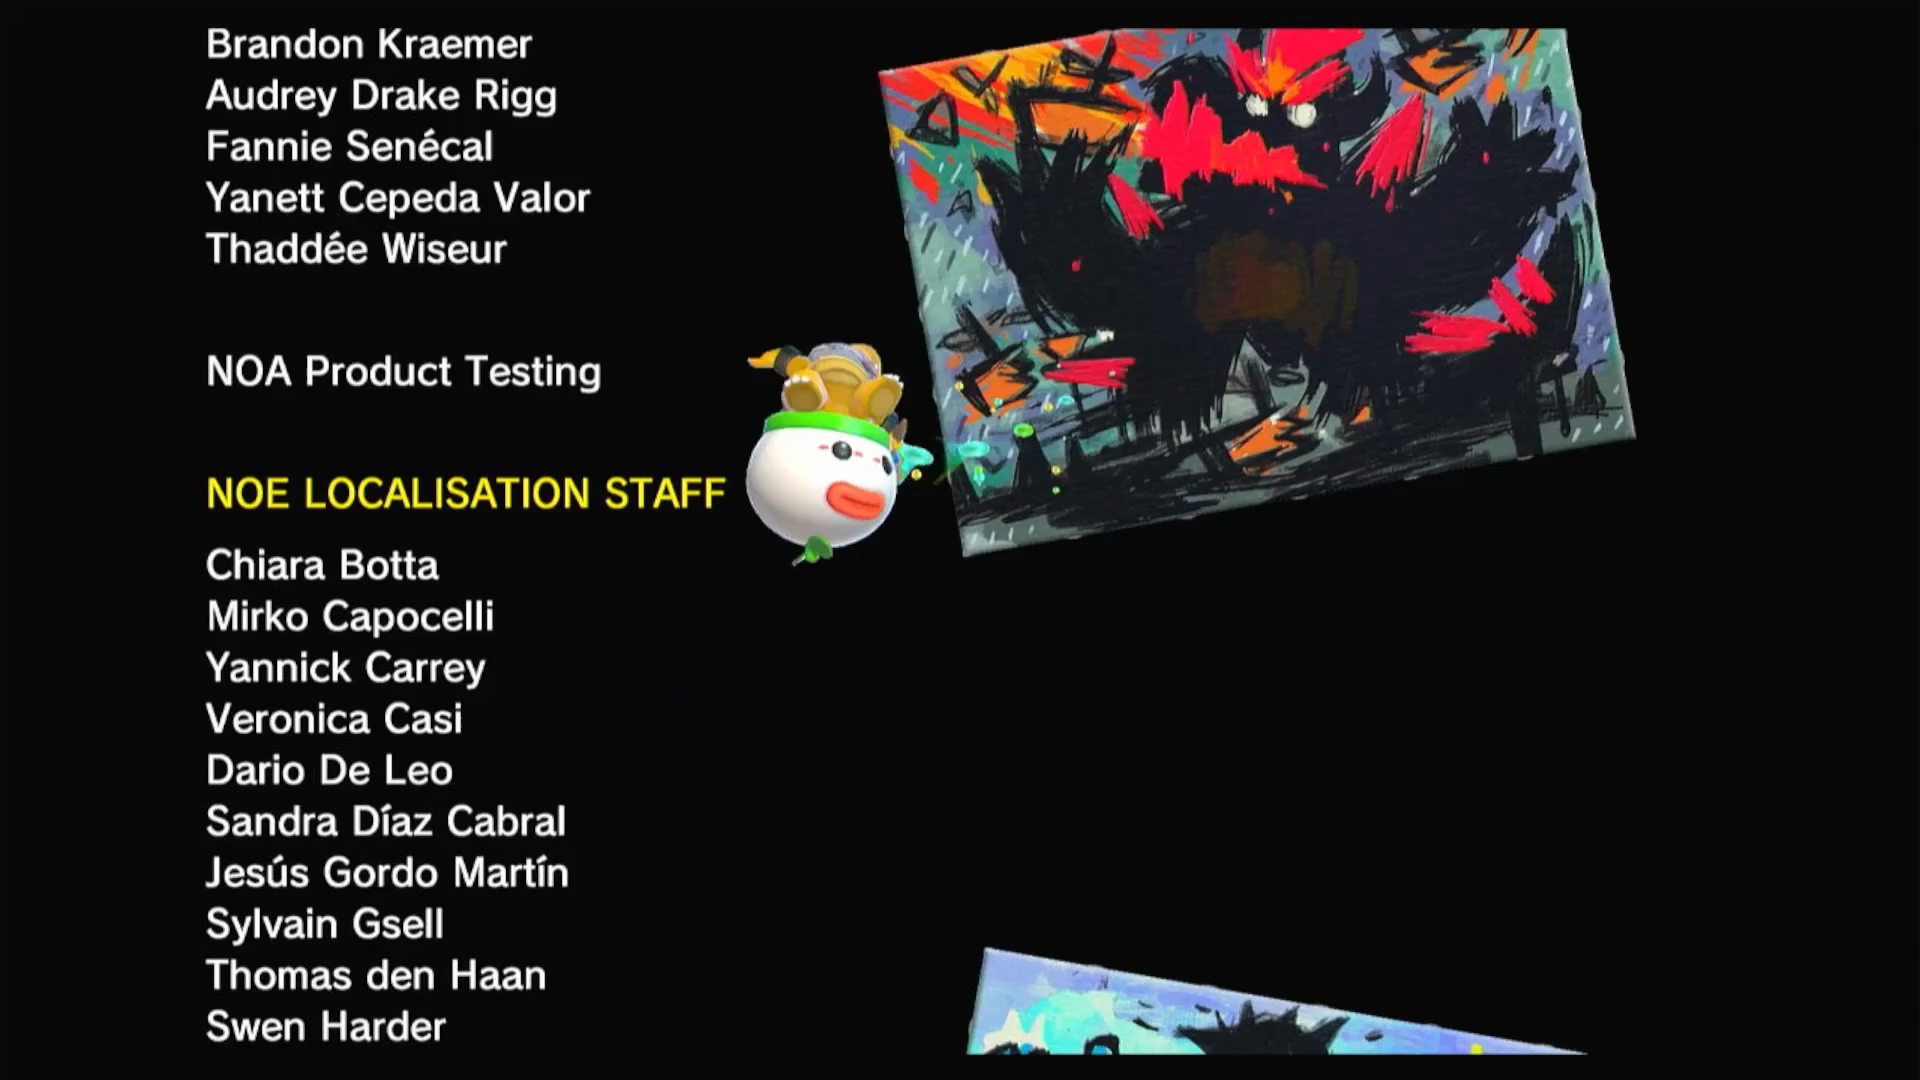 Brandon Kraemer
Audrey Drake Rigg
Fannie Senécal
Yanett Cepeda Valor
Thaddée Wiseur
NOA Product Testing
NOE LOCALISATION STAFF
Chiara Botta
Mirko Capocelli
Yannick Carrey
Veronica Casi
Dario De Leo
Sandra Díaz Cabral
Jesús Gordo Martín
Sylvain Gsell
Thomas den Haan
Swen Harder